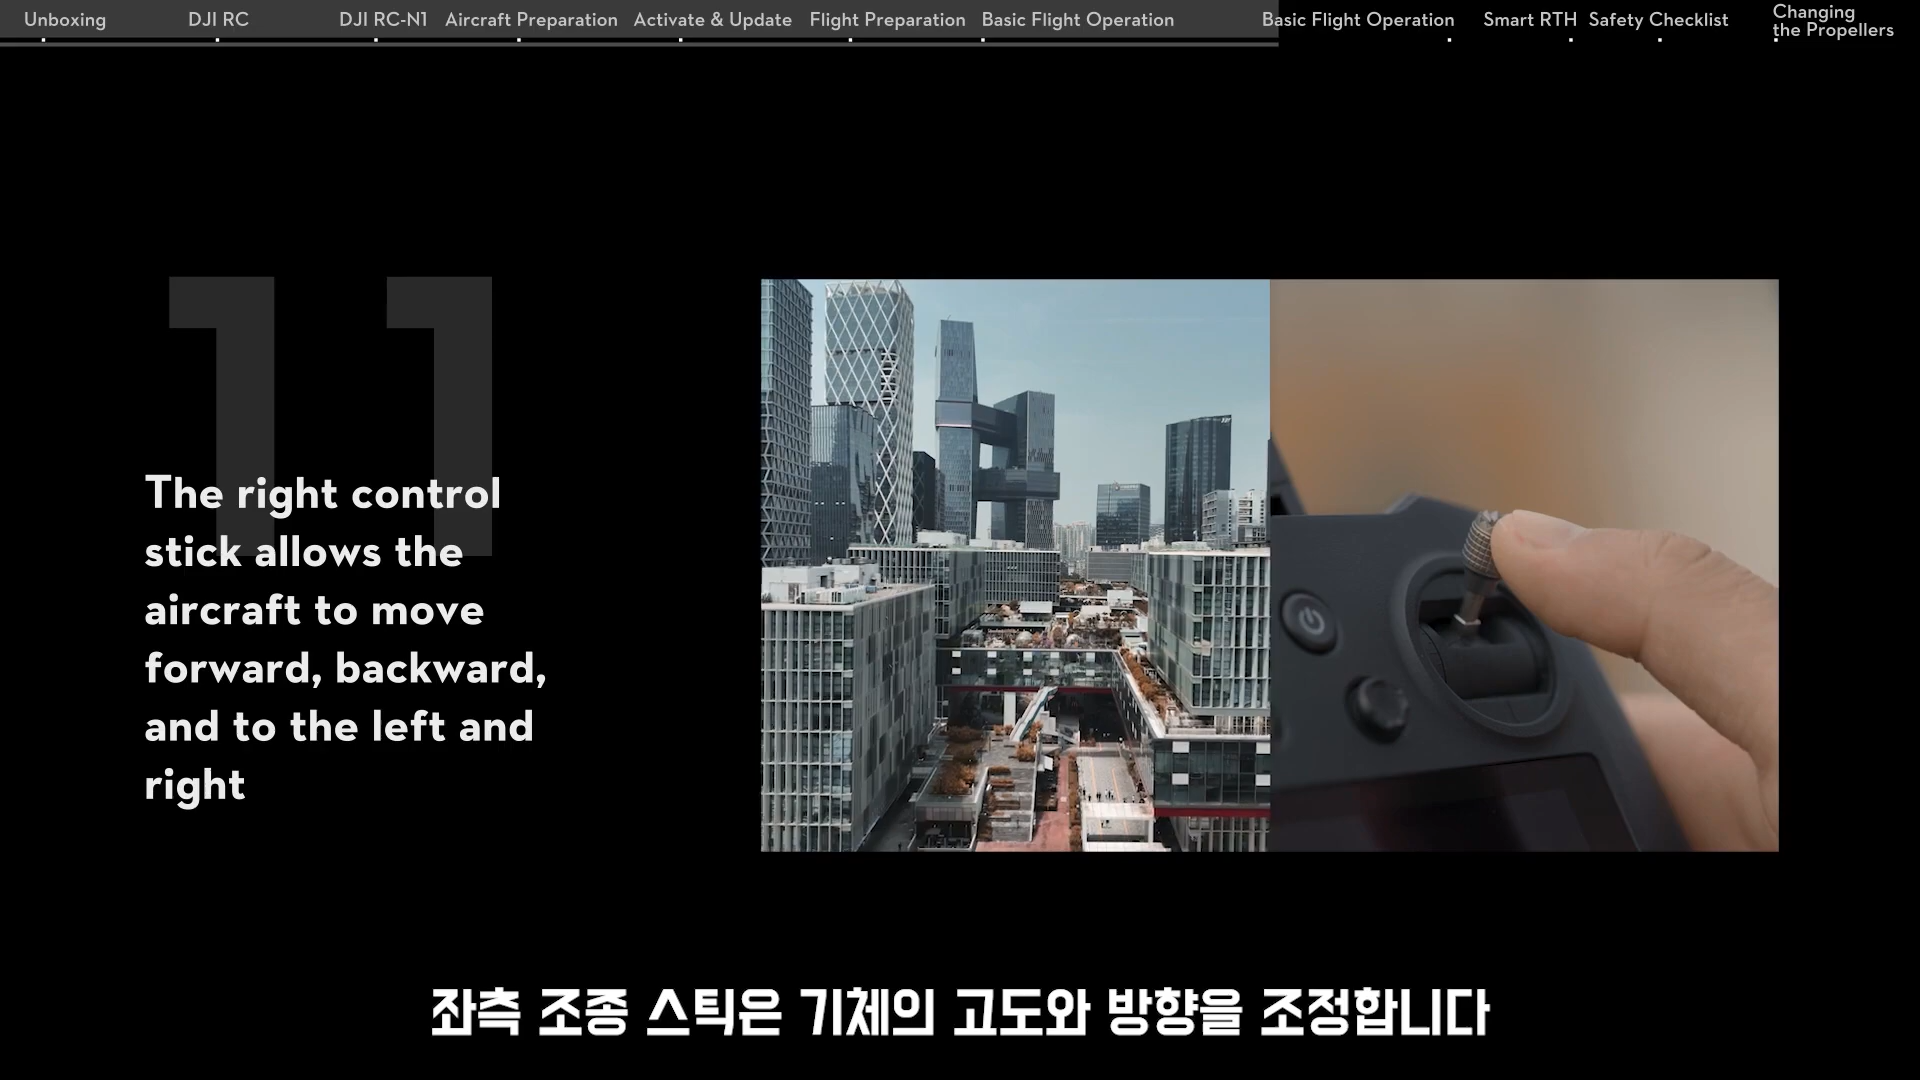 Unboxing
DJI RC
DJI RC-N1
Aircraft Preparation
Activate & Update
Flight Preparation
Basic Flight Operation
Basic Flight Operation
Smart RTH
Safety Checklist
Changing
the Propellers
11
The right control
stick allows the
aircraft to move
forward, backward,
and to the left and
right
좌측 조종 스틱은 기체의 고도와 방향을 조정합니다